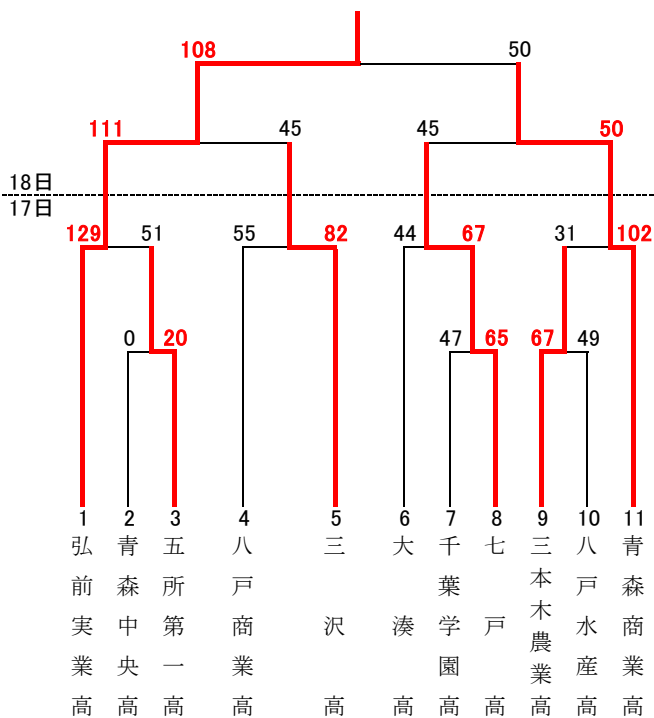 108
50
111
45
45
50
18日
17日
129
51
55
82
44
67
31
102
0
20
47
65
67
49
1
2
3
4
5
6
7
8
9
10
11
弘前実業高
青森中央高
五所第一高
八戸商業高
三沢高
大湊高
千葉学園高
七戸高
三本木農業高
八戸水産高
青森商業高